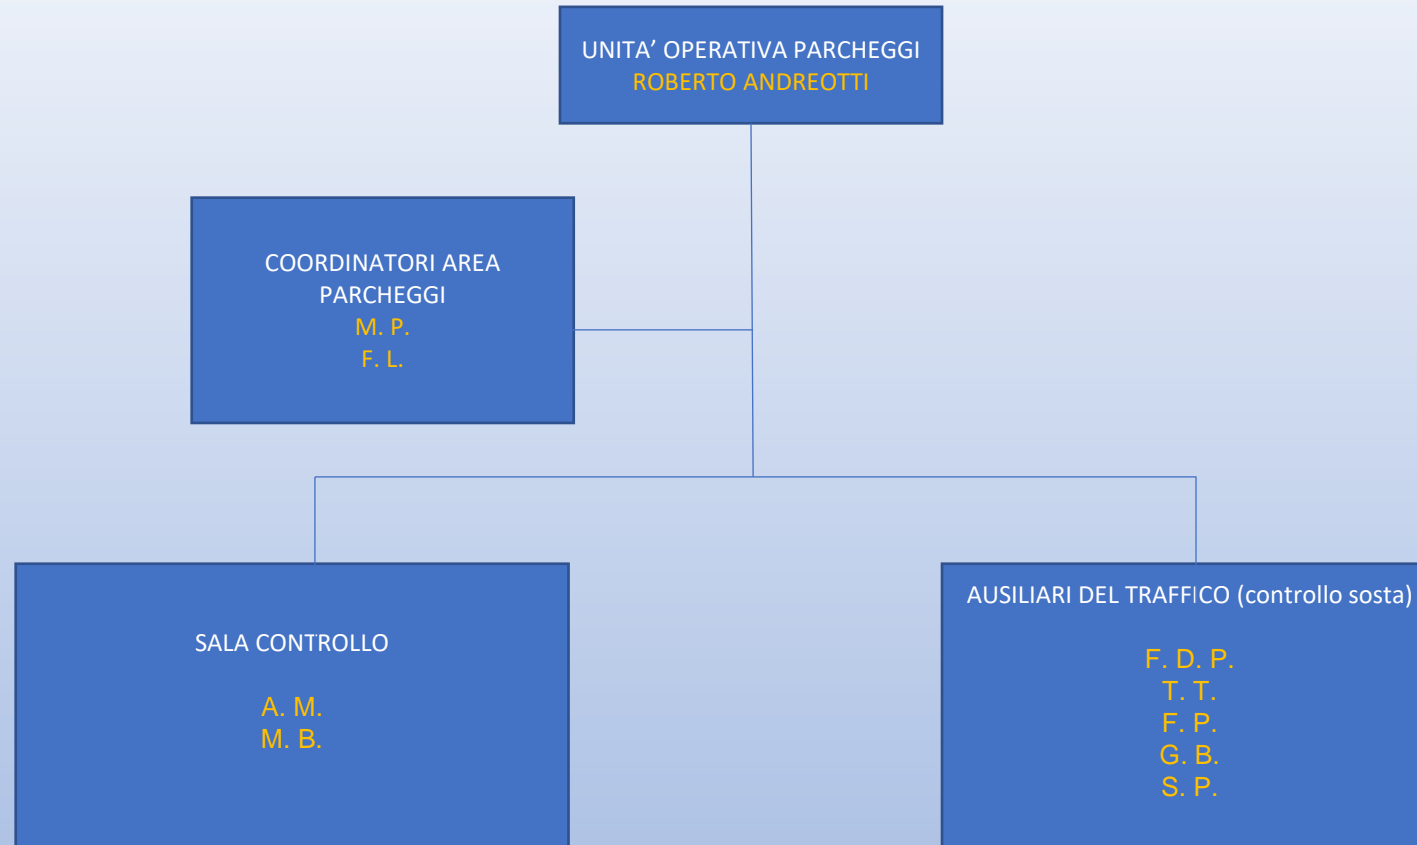 UNITA’ OPERATIVA PARCHEGGI
ROBERTO ANDREOTTI
COORDINATORI AREA
PARCHEGGI
M. P.
F. L.
SALA CONTROLLO
A. M.
M. B.
AUSILIARI DEL TRAFFICO (controllo sosta)
F. D. P.
T. T.
F. P.
G. B.
S. P.